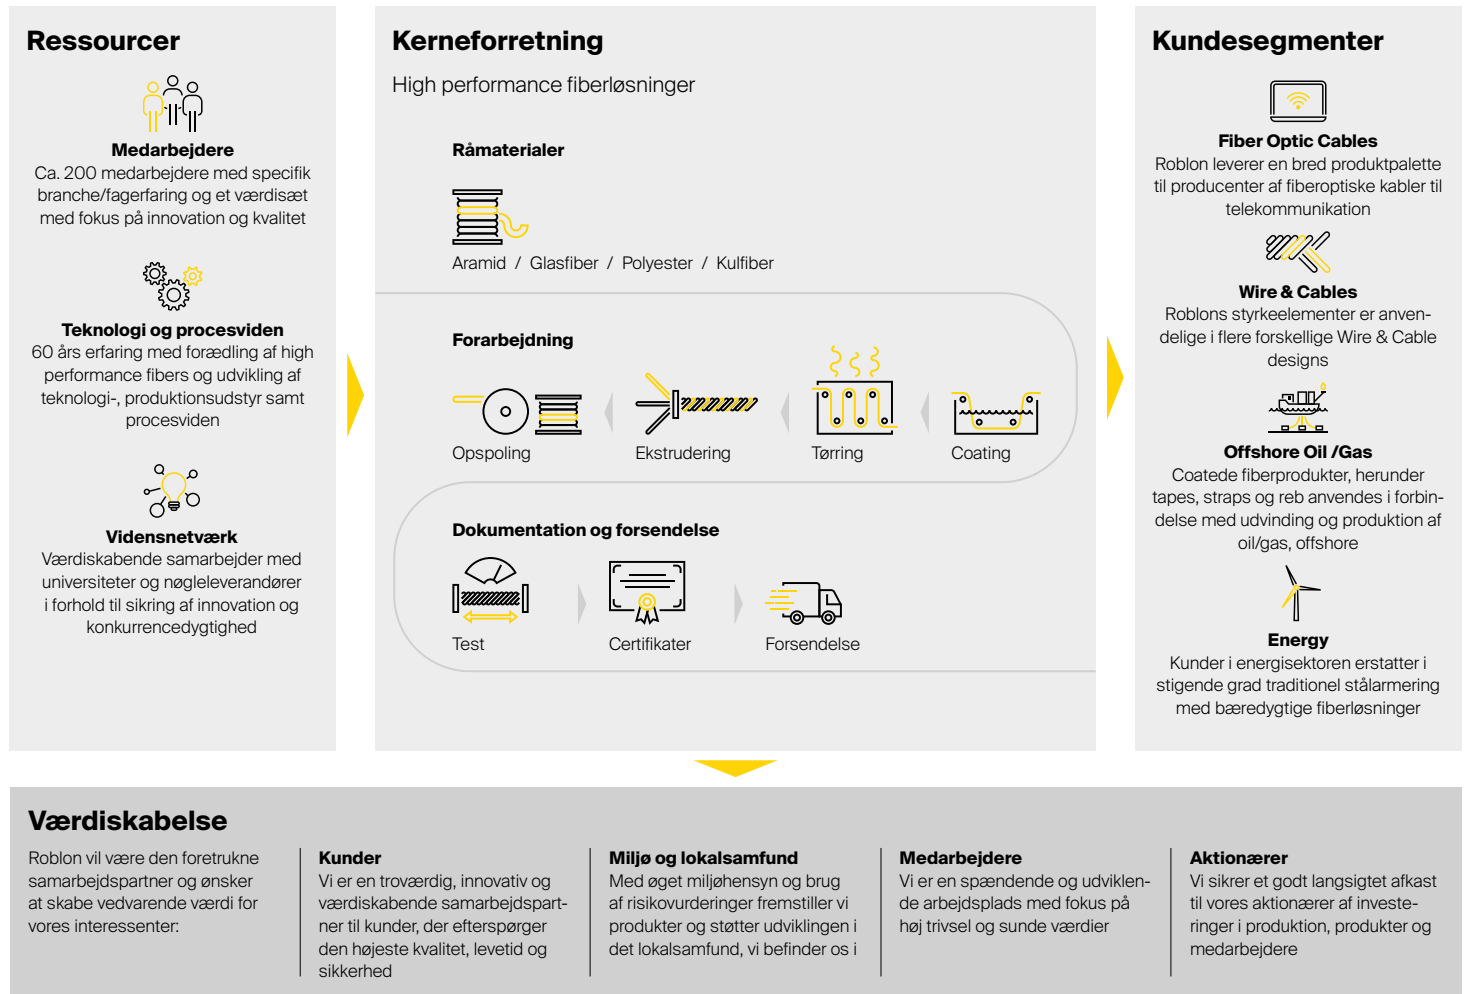 Ressourcer
Medarbejdere
Ca. 200 medarbejdere med specifik
branche/fagerfaring og et værdisæt
med fokus på innovation og kvalitet
Teknologi og procesviden
60 års erfaring med forædling af high
performance fibers og udvikling af
teknologi-, produktionsudstyr samt
procesviden
Vidensnetværk
Værdiskabende samarbejder med
universiteter og nøgleleverandører
i forhold til sikring af innovation og
konkurrencedygtighed
Kerneforretning
High performance fiberløsninger
Råmaterialer
Aramid / Glasfiber / Polyester / Kulfiber
Forarbejdning
Opspoling
Ekstrudering
Tørring
Coating
Dokumentation og forsendelse
Test
Certifikater
Forsendelse
Kundesegmenter
Fiber Optic Cables
Roblon leverer en bred produktpalette
til producenter af fiberoptiske kabler til
telekommunikation
Wire & Cables
Roblons styrkeelementer er anven-
delige i flere forskellige Wire & Cable
designs
Offshore Oil /Gas
Coatede fiberprodukter, herunder
tapes, straps og reb anvendes i forbin-
delse med udvinding og produktion af
oil/gas, offshore
Energy
Kunder i energisektoren erstatter i
stigende grad traditionel stålarmering
med bæredygtige fiberløsninger
Værdiskabelse
Roblon vil være den foretrukne
samarbejdspartner og ønsker
at skabe vedvarende værdi for
vores interessenter:
Kunder
Vi er en troværdig, innovativ og
værdiskabende samarbejdspart-
ner til kunder, der efterspørger
den højeste kvalitet, levetid og
sikkerhed
Miljø og lokalsamfund
Med øget miljøhensyn og brug
af risikovurderinger fremstiller vi
produkter og støtter udviklingen i
det lokalsamfund, vi befinder os i
Medarbejdere
Vi er en spændende og udviklen-
de arbejdsplads med fokus på
høj trivsel og sunde værdier
Aktionærer
Vi sikrer et godt langsigtet afkast
til vores aktionærer af investe-
ringer i produktion, produkter og
medarbejdere